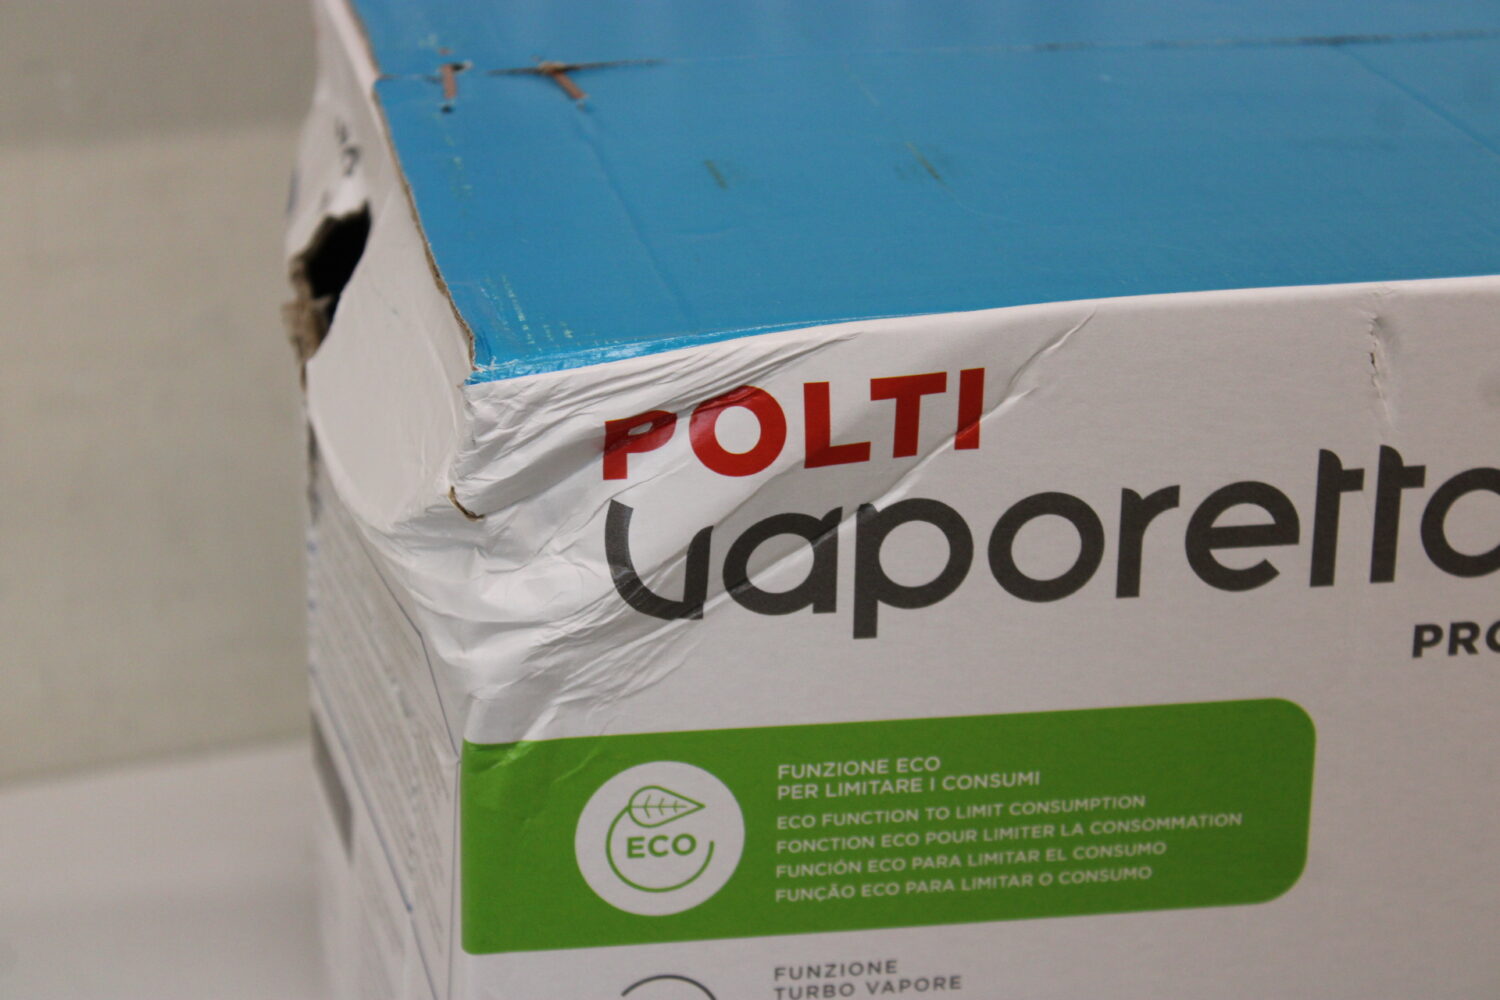 POLTI
vaporetto
PRO
ECO
FUNZIONE ECO
PER LIMITARE I CONSUMI
ECO FUNCTION TO LIMIT CONSUMPTION
FONCTION ECO POUR LIMITER LA CONSOMMATION
FUNCIÓN ECO PARA LIMITAR EL CONSUMO
FUNÇÃO ECO PARA LIMITAR O CONSUMO
FUNZIONE
TURBO VAPORE